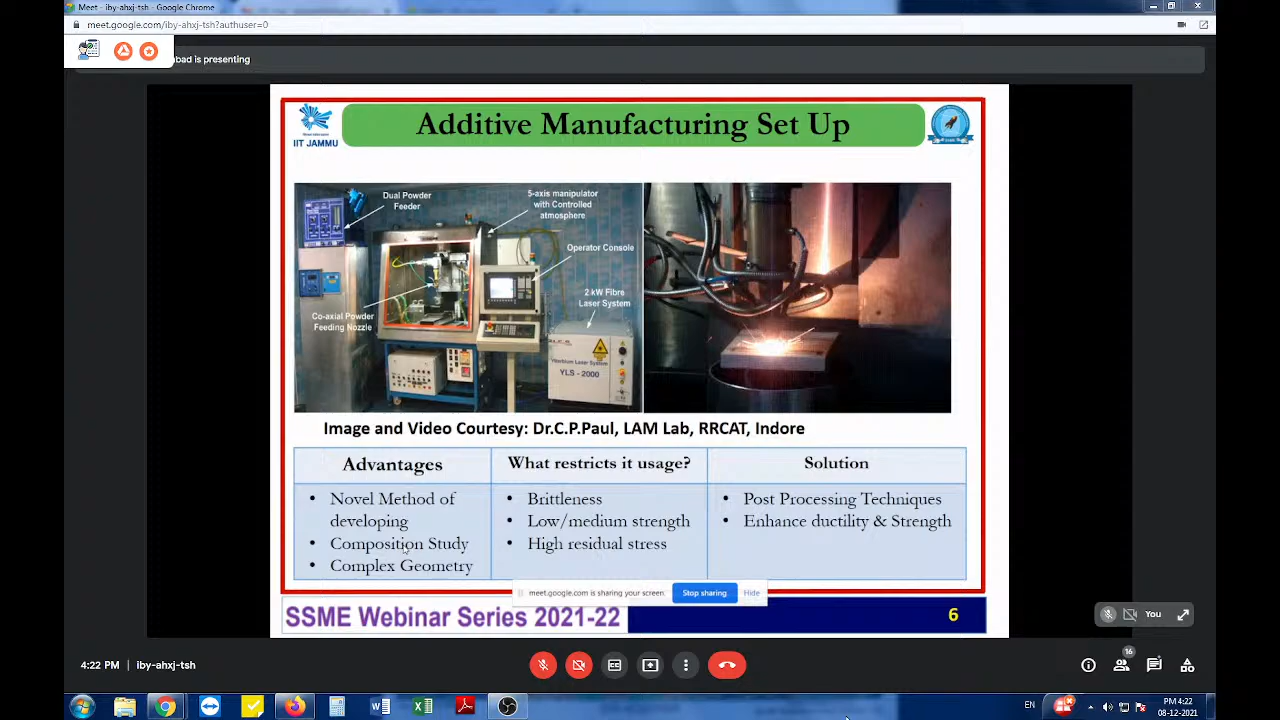 Meet - iby-ahxj-tsh - Google Chrome
meet.google.com/iby-ahxj-tsh?authuser=0
bad is presenting
Additive Manufacturing Set Up
IIT JAMMU
Dual Powder
Feeder
5-axis manipulator
with Controlled
atmosphere
Operator Console
2 kW Fibre
Laser System
Co-axial Powder
Feeding Nozzle
Ytterbium Laser System
YLS - 2000
Image and Video Courtesy: Dr.C.P.Paul, LAM Lab, RRCAT, Indore
Advantages
What restricts it usage?
Solution
• Novel Method of
developing
• Composition Study
• Complex Geometry
• Brittleness
• Low/medium strength
• High residual stress
• Post Processing Techniques
• Enhance ductility & Strength
meet.google.com is sharing your screen.
Stop sharing
Hide
SSME Webinar Series 2021-22
6
You
4:22 PM | iby-ahxj-tsh
16
EN
PM 4:22
08-12-2021